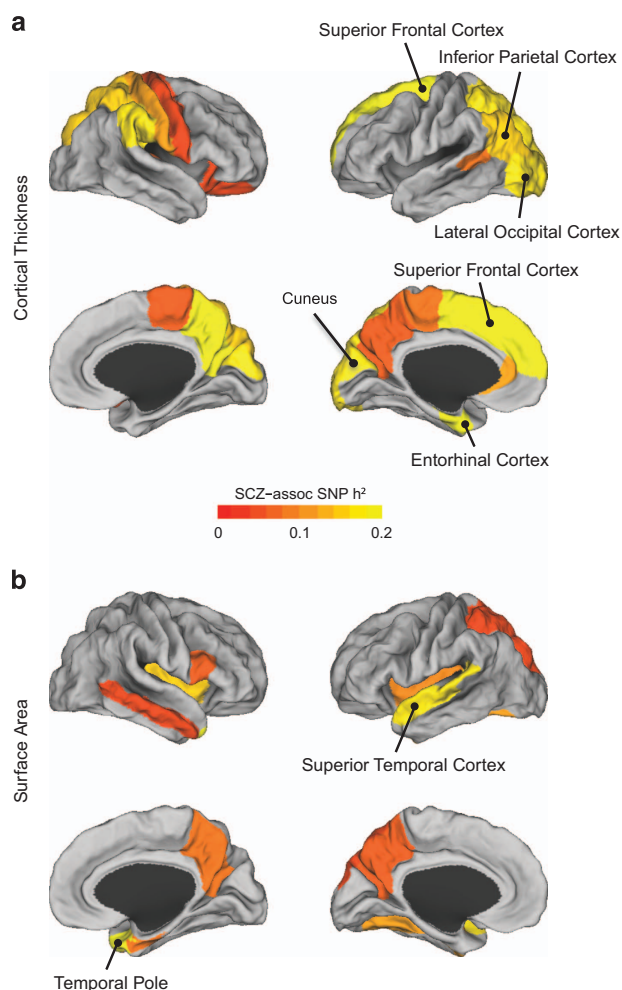 a
Superior Frontal Cortex
Inferior Parietal Cortex
Cortical Thickness
Lateral Occipital Cortex
Superior Frontal Cortex
Cuneus
Entorhinal Cortex
SCZ–assoc SNP h²
0 0.1 0.2
b
Surface Area
Superior Temporal Cortex
Temporal Pole